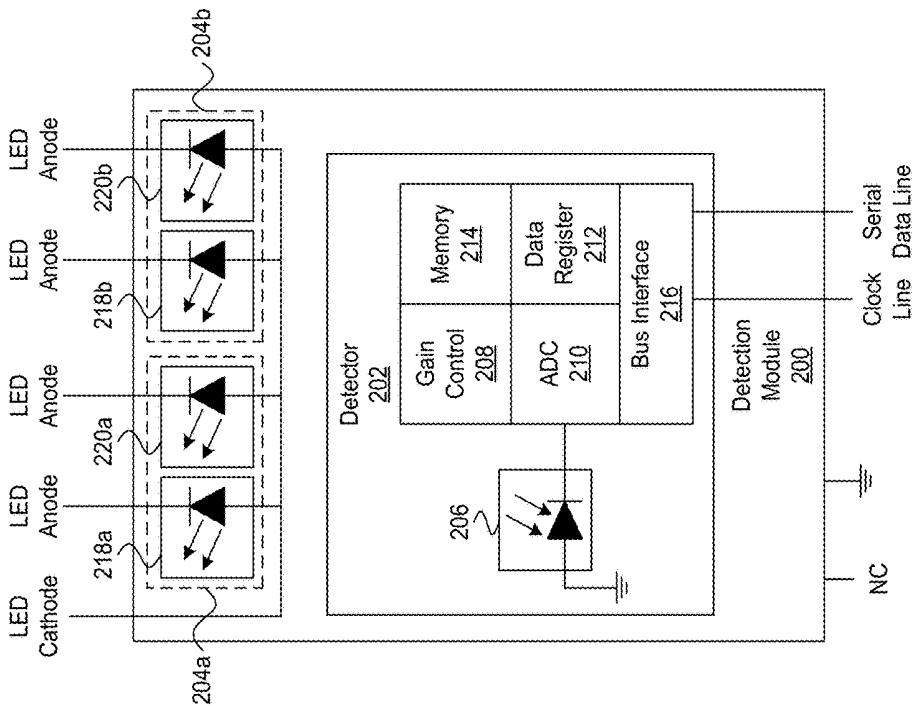 LED
Cathode
LED
Anode
LED
Anode
LED
Anode
LED
Anode
204a
218a
220a
218b
220b
204b
Detector
202
206
Gain
Control
208
Memory
214
ADC
210
Data
Register
212
Bus Interface
216
Detection
Module
200
NC
Clock
Line
Serial
Data Line